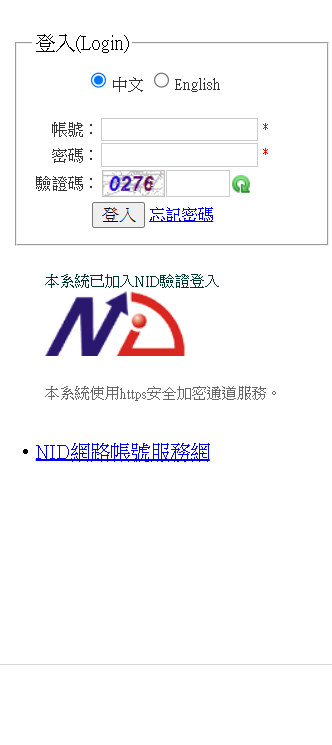 登入(Login)
中文 English
帳號： *
密碼： *
驗證碼： 0276
登入 忘記密碼
本系統已加入NID驗證登入
NiD
本系統使用https安全加密通道服務。
• NID網路帳號服務網